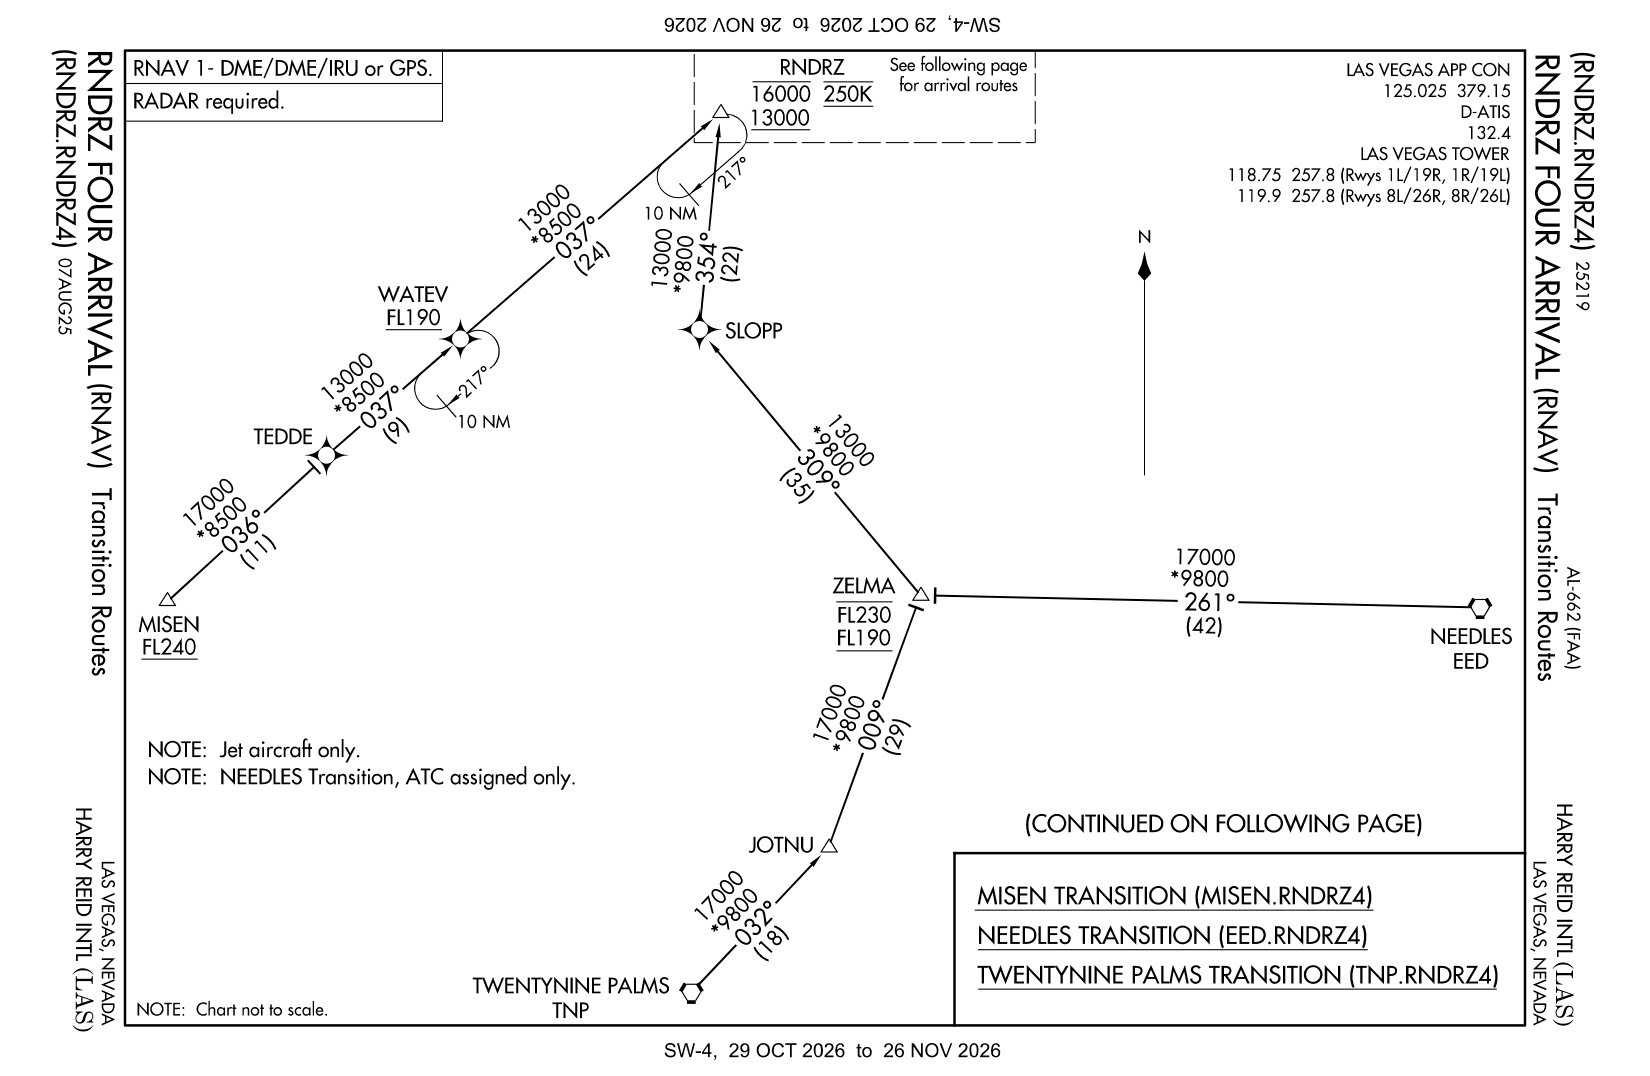 SW-4, 29 OCT 2026 to 26 NOV 2026
(RNDRZ.RNDRZ4) 07AUG25
RNDRZ FOUR ARRIVAL (RNAV) Transition Routes
HARRY REID INTL (LAS)
LAS VEGAS, NEVADA
RNAV 1- DME/DME/IRU or GPS.
RADAR required.
RNDRZ
16000 250K
13000
See following page
for arrival routes
LAS VEGAS APP CON
125.025 379.15
D-ATIS
132.4
LAS VEGAS TOWER
118.75 257.8 (Rwys 1L/19R, 1R/19L)
119.9 257.8 (Rwys 8L/26R, 8R/26L)
217°
10 NM
13000
*8500
037°
(24)
13000
*9800
354°
(22)
N
WATEV
FL190
SLOPP
217°
10 NM
13000
*8500
037°
(9)
TEDDE
13000
*9800
309°
(35)
17000
*8500
036°
(11)
MISEN
FL240
ZELMA
FL230
FL190
17000
*9800
261°
(42)
NEEDLES
EED
17000
*9800
009°
(29)
NOTE: Jet aircraft only.
NOTE: NEEDLES Transition, ATC assigned only.
JOTNU
17000
*9800
032°
(18)
TWENTYNINE PALMS
TNP
NOTE: Chart not to scale.
(CONTINUED ON FOLLOWING PAGE)
MISEN TRANSITION (MISEN.RNDRZ4)
NEEDLES TRANSITION (EED.RNDRZ4)
TWENTYNINE PALMS TRANSITION (TNP.RNDRZ4)
(RNDRZ.RNDRZ4) 25219
RNDRZ FOUR ARRIVAL (RNAV) Transition Routes
AL-662 (FAA)
HARRY REID INTL (LAS)
LAS VEGAS, NEVADA
SW-4, 29 OCT 2026 to 26 NOV 2026